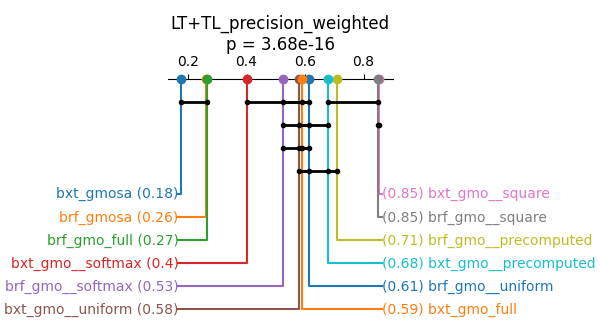 LT+TL_precision_weighted
p = 3.68e-16
0.2 0.4 0.6 0.8
bxt_gmosa (0.18) (0.85) bxt_gmo__square
brf_gmosa (0.26) (0.85) brf_gmo__square
brf_gmo_full (0.27) (0.71) brf_gmo__precomputed
bxt_gmo__softmax (0.4) (0.68) bxt_gmo__precomputed
brf_gmo__softmax (0.53) (0.61) brf_gmo__uniform
bxt_gmo__uniform (0.58) (0.59) bxt_gmo_full